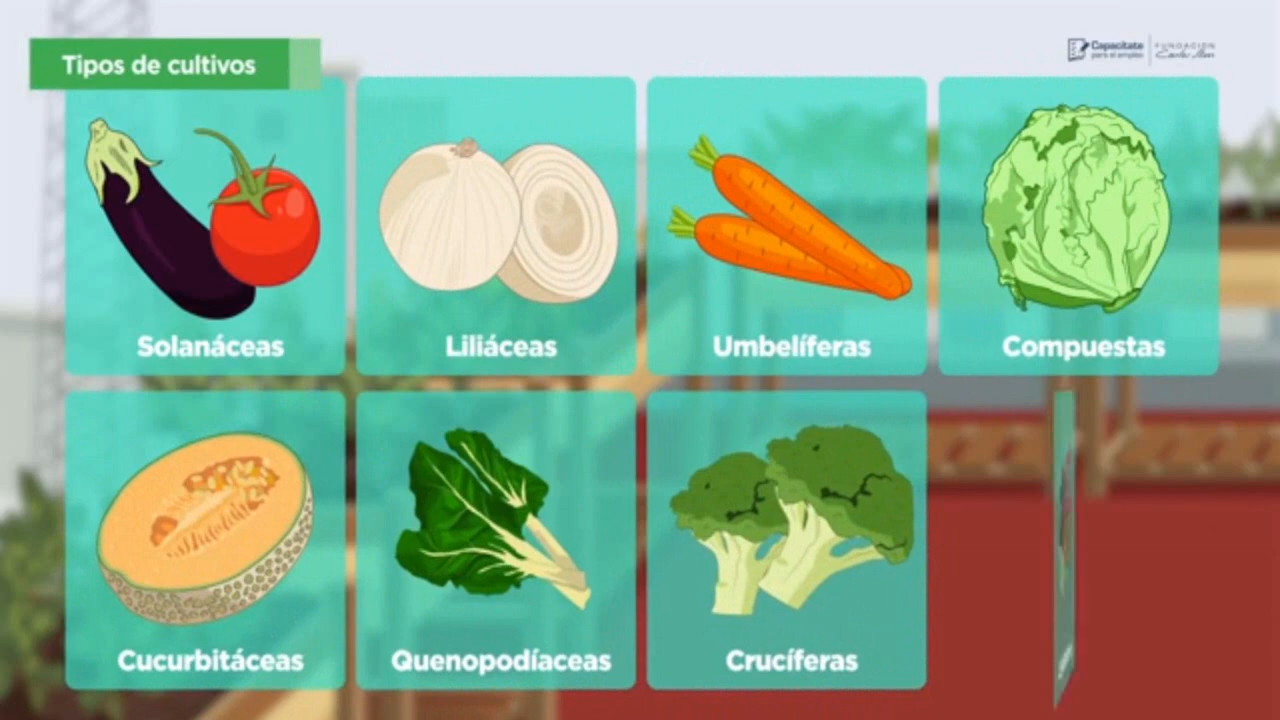 Tipos de cultivos
Capacítate
para el empleo
FUNDACIÓN
Carlos Slim
Solanáceas
Liliáceas
Umbelíferas
Compuestas
Cucurbitáceas
Quenopodíaceas
Crucíferas